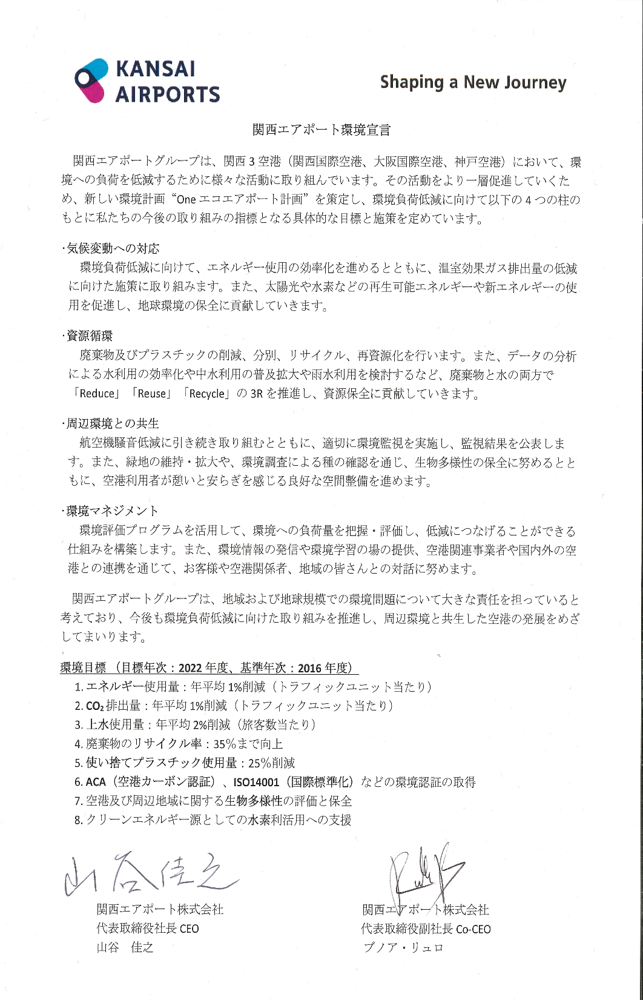 KANSAI
AIRPORTS
Shaping a New Journey
関西エアポート環境宣言
関西エアポートグループは、関西3空港（関西国際空港、大阪国際空港、神戸空港）において、環
境への負荷を低減するために様々な活動に取り組んでいます。その活動をより一層促進していくた
め、新しい環境計画“Oneエコエアポート計画”を策定し、環境負荷低減に向けて以下の4つの柱の
もとに私たちの今後の取り組みの指標となる具体的な目標と施策を定めています。
・気候変動への対応
環境負荷低減に向けて、エネルギー使用の効率化を進めるとともに、温室効果ガス排出量の低減
に向けた施策に取り組みます。また、太陽光や水素などの再生可能エネルギーや新エネルギーの使
用を促進し、地球環境の保全に貢献していきます。
・資源循環
廃棄物及びプラスチックの削減、分別、リサイクル、再資源化を行います。また、データの分析
による水利用の効率化や中水利用の普及拡大や雨水利用を検討するなど、廃棄物と水の両方で
「Reduce」「Reuse」「Recycle」の3Rを推進し、資源保全に貢献していきます。
・周辺環境との共生
航空機騒音低減に引き続き取り組むとともに、適切に環境監視を実施し、監視結果を公表しま
す。また、緑地の維持・拡大や、環境調査による種の確認を通じ、生物多様性の保全に努めるとと
もに、空港利用者が憩いと安らぎを感じる良好な空間整備を進めます。
・環境マネジメント
環境評価プログラムを活用して、環境への負荷量を把握・評価し、低減につなげることができる
仕組みを構築します。また、環境情報の発信や環境学習の場の提供、空港関連事業者や国内外の空
港との連携を通じて、お客様や空港関係者、地域の皆さんとの対話に努めます。
関西エアポートグループは、地域および地球規模での環境問題について大きな責任を担っていると
考えており、今後も環境負荷低減に向けた取り組みを推進し、周辺環境と共生した空港の発展をめざ
してまいります。
環境目標（目標年次：2022年度、基準年次：2016年度）
1. エネルギー使用量：年平均1%削減（トラフィックユニット当たり）
2. CO₂排出量：年平均1%削減（トラフィックユニット当たり）
3. 上水使用量：年平均2%削減（旅客数当たり）
4. 廃棄物のリサイクル率：35%まで向上
5. 使い捨てプラスチック使用量：25%削減
6. ACA（空港カーボン認証）、ISO14001（国際標準化）などの環境認証の取得
7. 空港及び周辺地域に関する生物多様性の評価と保全
8. クリーンエネルギー源としての水素利活用への支援
山谷佳之
関西エアポート株式会社
代表取締役社長 CEO
山谷　佳之
関西エアポート株式会社
代表取締役副社長 Co-CEO
ブノア・リュロ